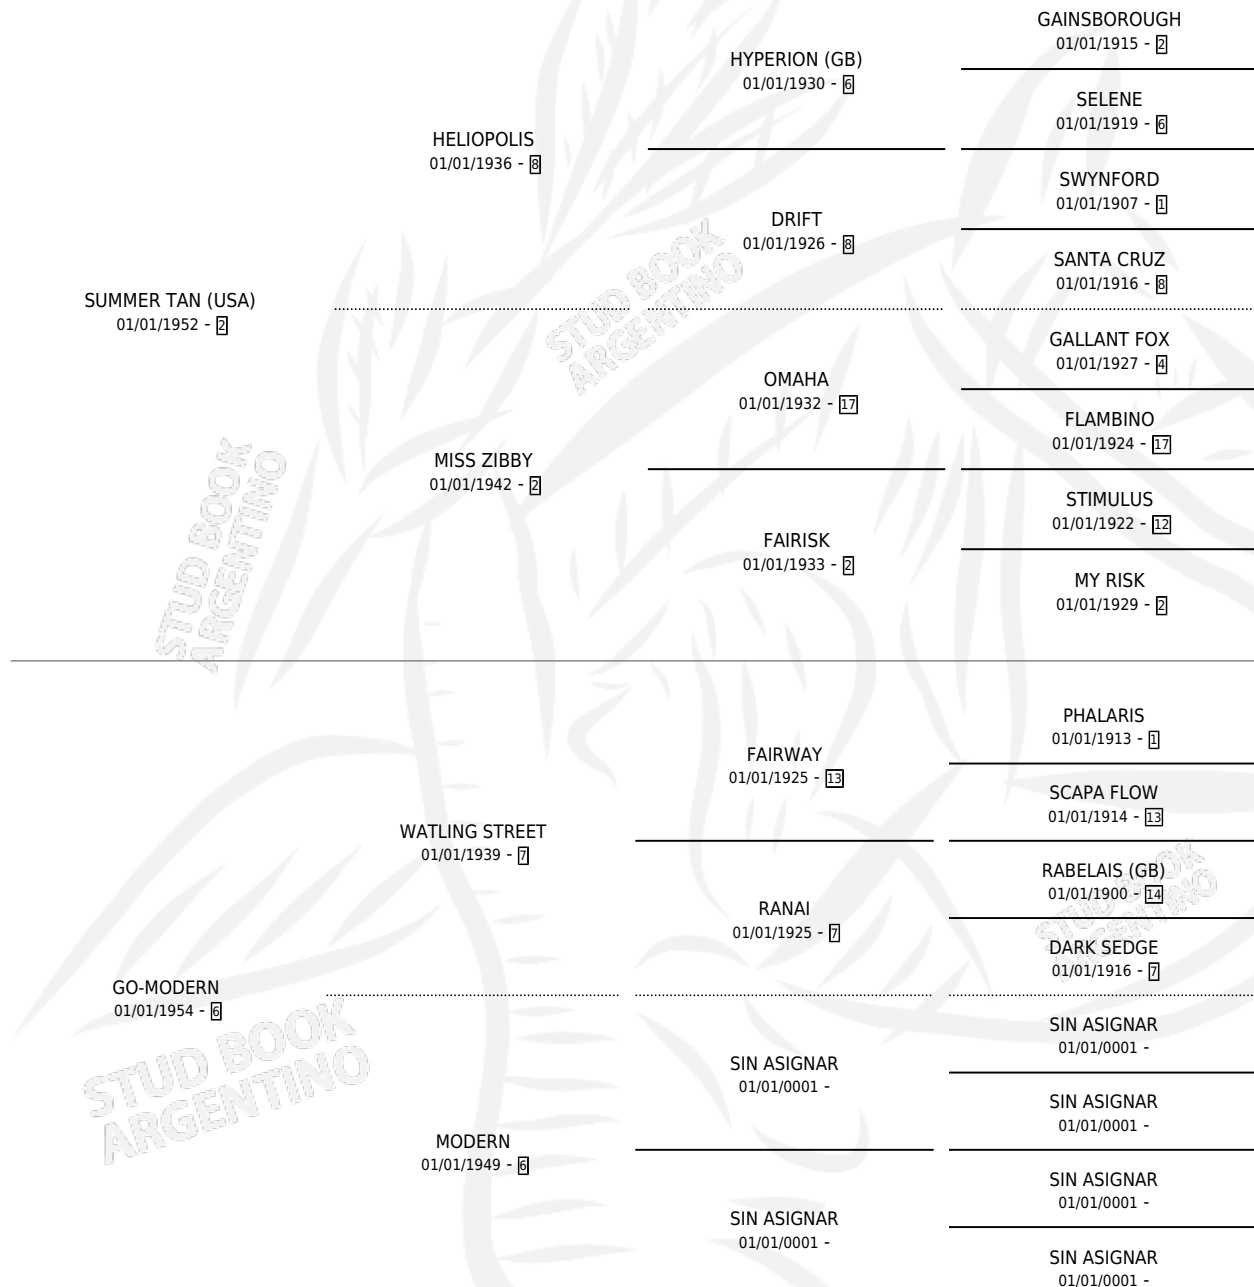 GAINSBOROUGH
01/01/1915 - 2
HYPERION (GB)
01/01/1930 - 6
SELENE
01/01/1919 - 6
HELIOPOLIS
01/01/1936 - 8
SWYNFORD
01/01/1907 - 1
DRIFT
01/01/1926 - 8
SANTA CRUZ
01/01/1916 - 8
SUMMER TAN (USA)
01/01/1952 - 2
STUD BOOK
ARGENTINO
GALLANT FOX
01/01/1927 - 4
OMAHA
01/01/1932 - 17
FLAMBINO
01/01/1924 - 17
MISS ZIBBY
01/01/1942 - 2
STIMULUS
01/01/1922 - 12
FAIRISK
01/01/1933 - 2
MY RISK
01/01/1929 - 2
STUD BOOK
ARGENTINO
PHALARIS
01/01/1913 - 1
FAIRWAY
01/01/1925 - 13
SCAPA FLOW
01/01/1914 - 13
WATLING STREET
01/01/1939 - 7
RABELAIS (GB)
01/01/1900 - 14
RANAI
01/01/1925 - 7
DARK SEDGE
01/01/1916 - 7
STUD BOOK
ARGENTINO
GO-MODERN
01/01/1954 - 6
SIN ASIGNAR
01/01/0001 -
SIN ASIGNAR
01/01/0001 -
SIN ASIGNAR
01/01/0001 -
STUD BOOK
ARGENTINO
MODERN
01/01/1949 - 6
SIN ASIGNAR
01/01/0001 -
SIN ASIGNAR
01/01/0001 -
SIN ASIGNAR
01/01/0001 -